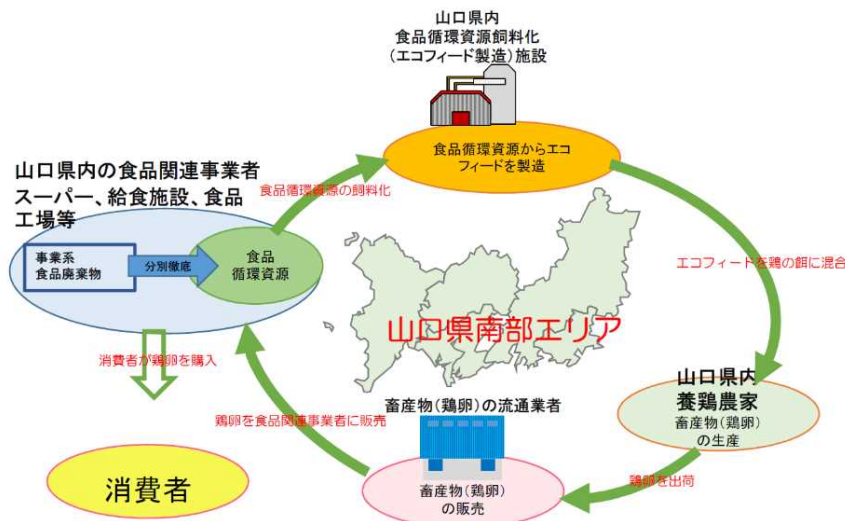 山口県内
食品循環資源飼料化
(エコフィード製造)施設
食品循環資源からエコ
フィードを製造
山口県内の食品関連事業者
スーパー、給食施設、食品
工場等
事業系
食品廃棄物
分別徹底
食品
循環資源
食品循環資源の飼料化
エコフィードを鶏の餌に混合
山口県南部エリア
消費者が鶏卵を購入
鶏卵を食品関連事業者に販売
畜産物(鶏卵)の流通業者
畜産物(鶏卵)
の販売
山口県内
養鶏農家
畜産物(鶏卵)
の生産
鶏卵を出荷
消費者